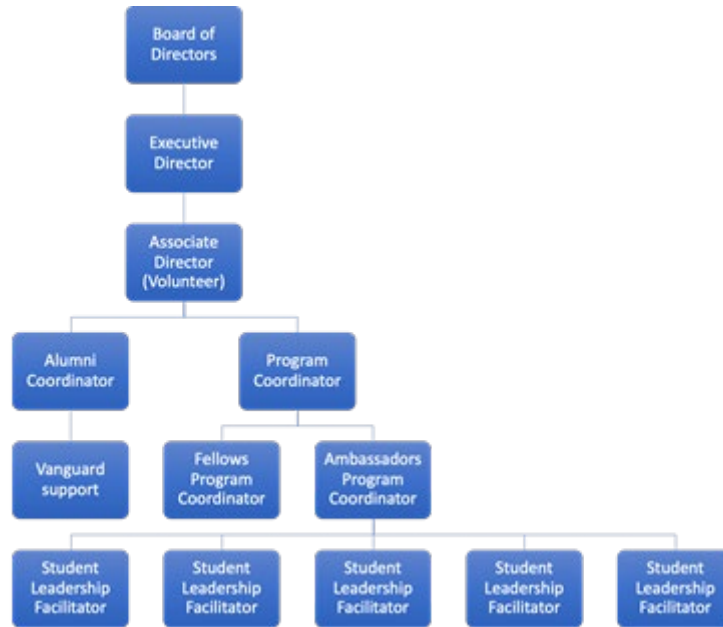 Board of
Directors
Executive
Director
Associate
Director
(Volunteer)
Alumni
Coordinator
Program
Coordinator
Vanguard
support
Fellows
Program
Coordinator
Ambassadors
Program
Coordinator
Student
Leadership
Facilitator
Student
Leadership
Facilitator
Student
Leadership
Facilitator
Student
Leadership
Facilitator
Student
Leadership
Facilitator